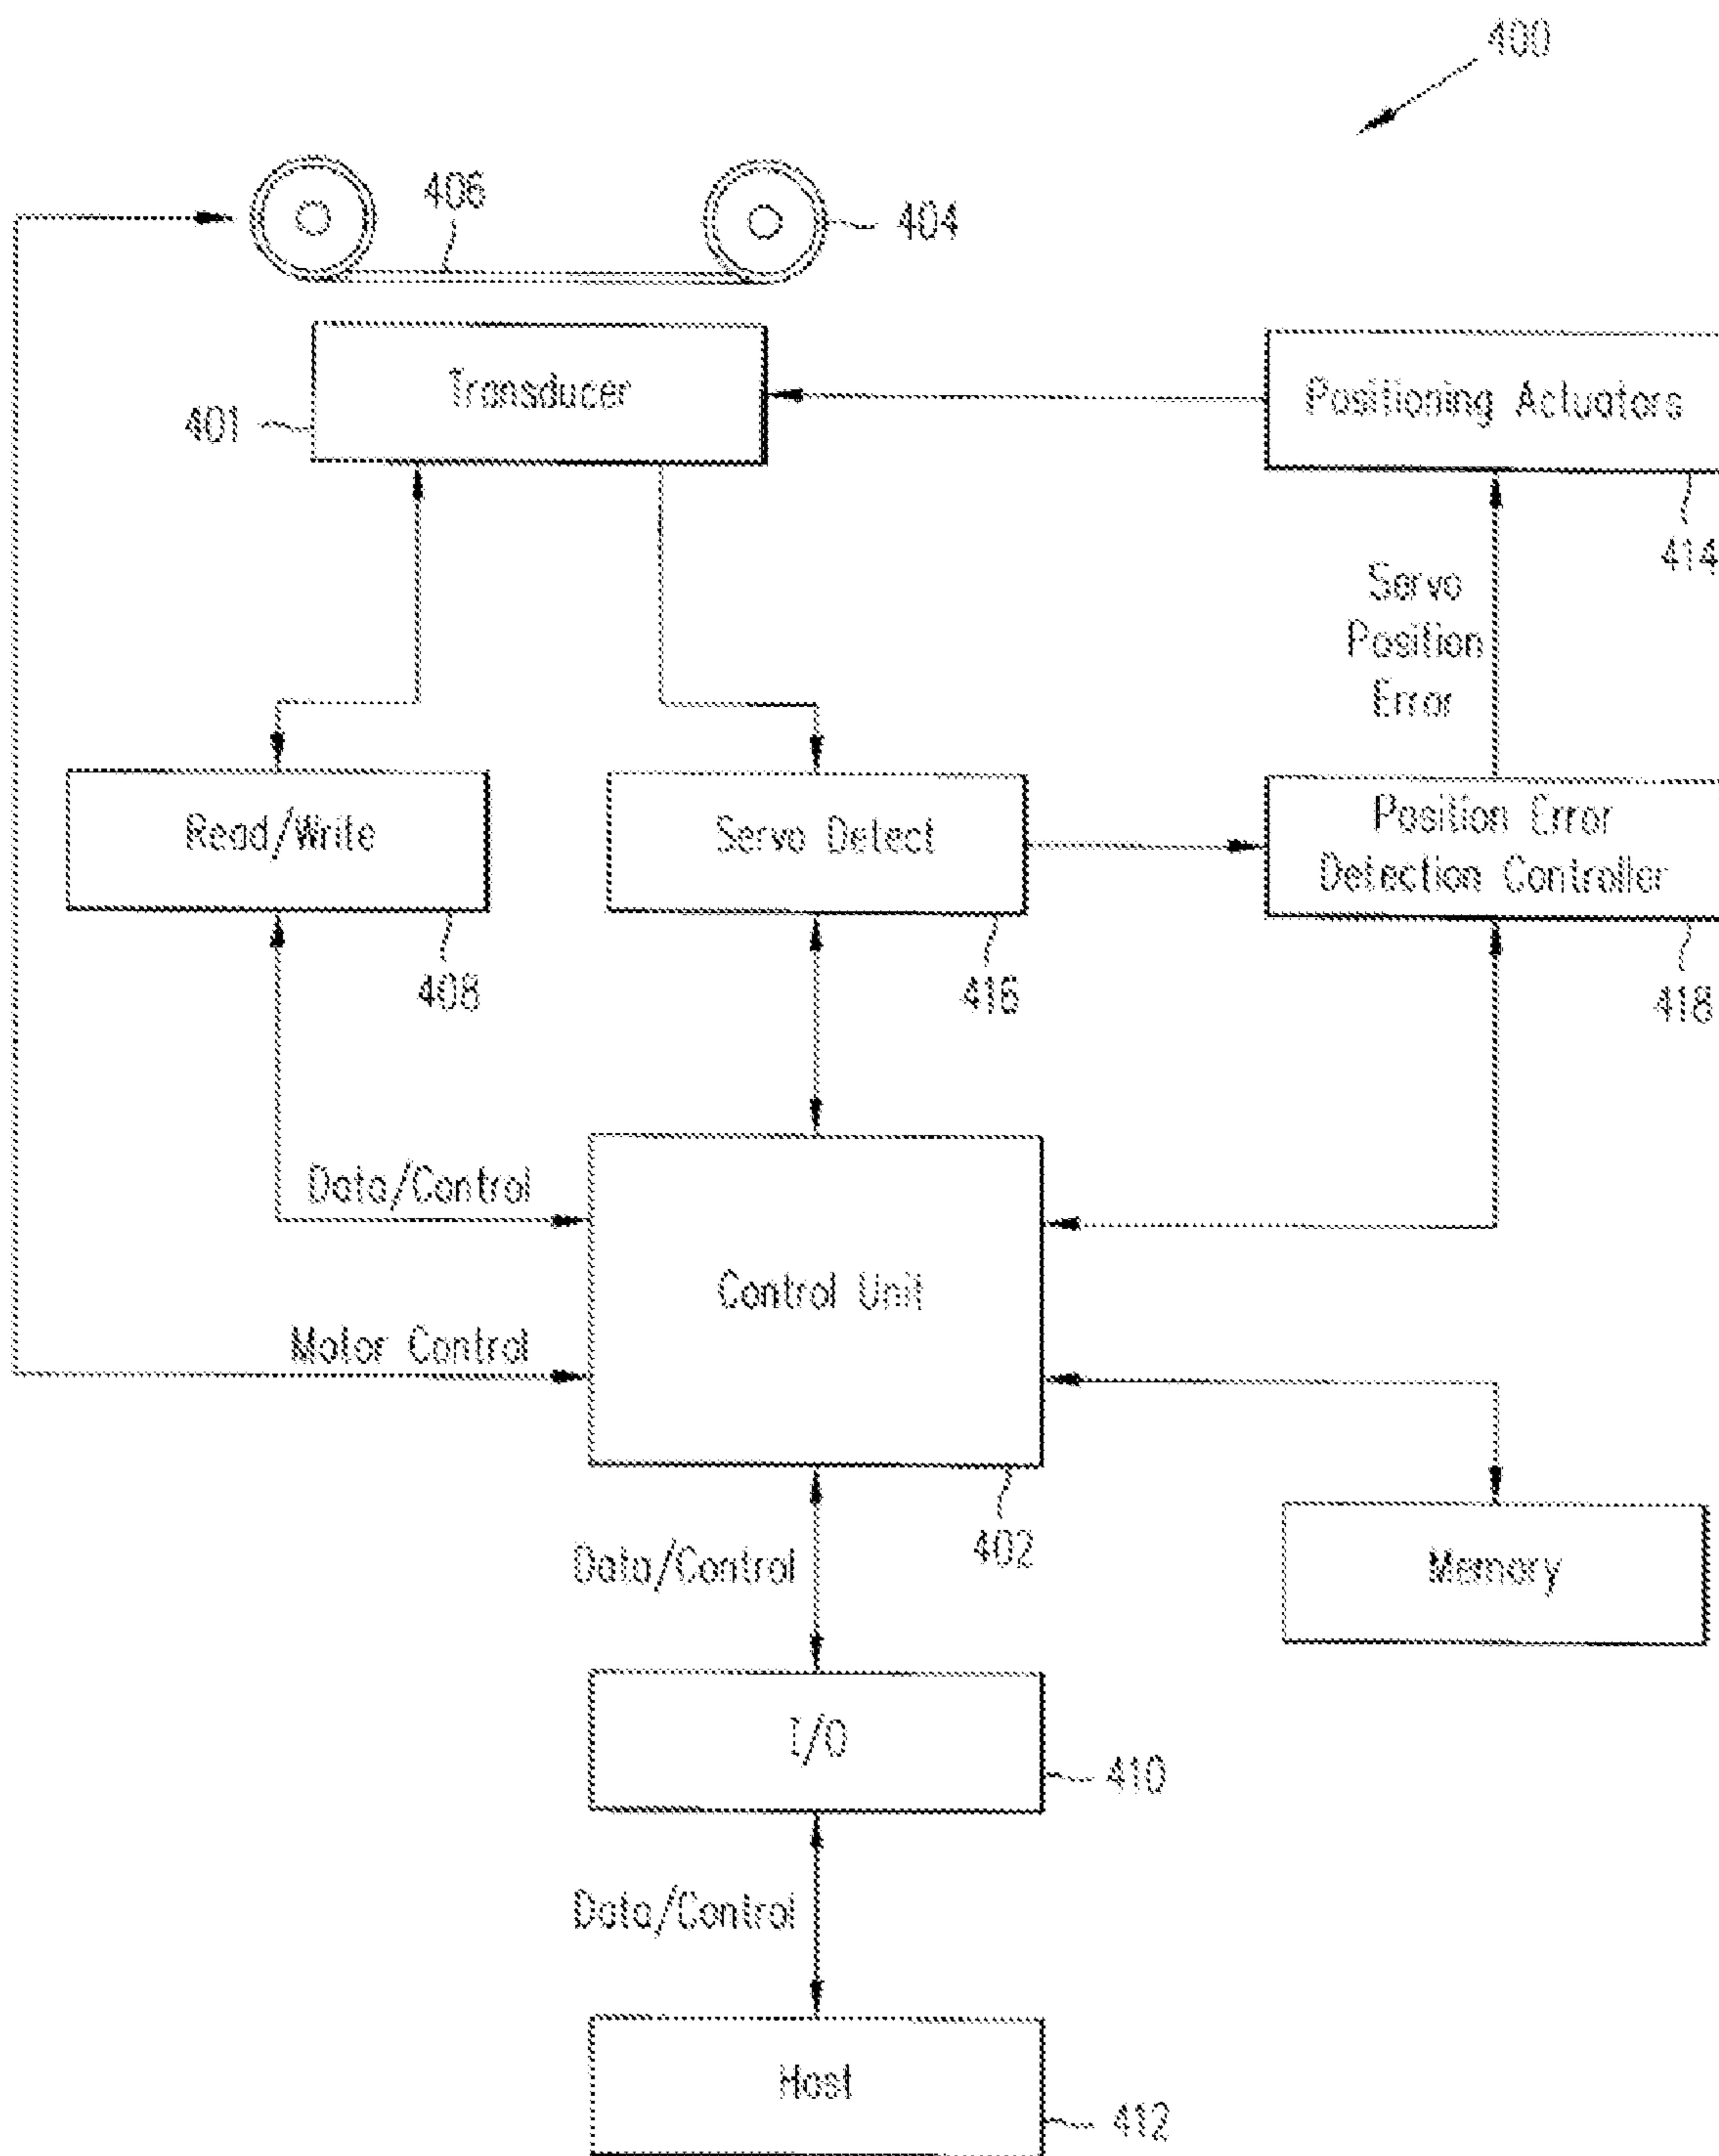 400
406
404
Transducer
401
Positioning Actuators
414
Servo
Position
Error
Read/Write
Servo Detect
Position Error
Detection Controller
408
416
418
Data/Control
Control Unit
Motor Control
402
Data/Control
Memory
I/O
410
Data/Control
Host
412